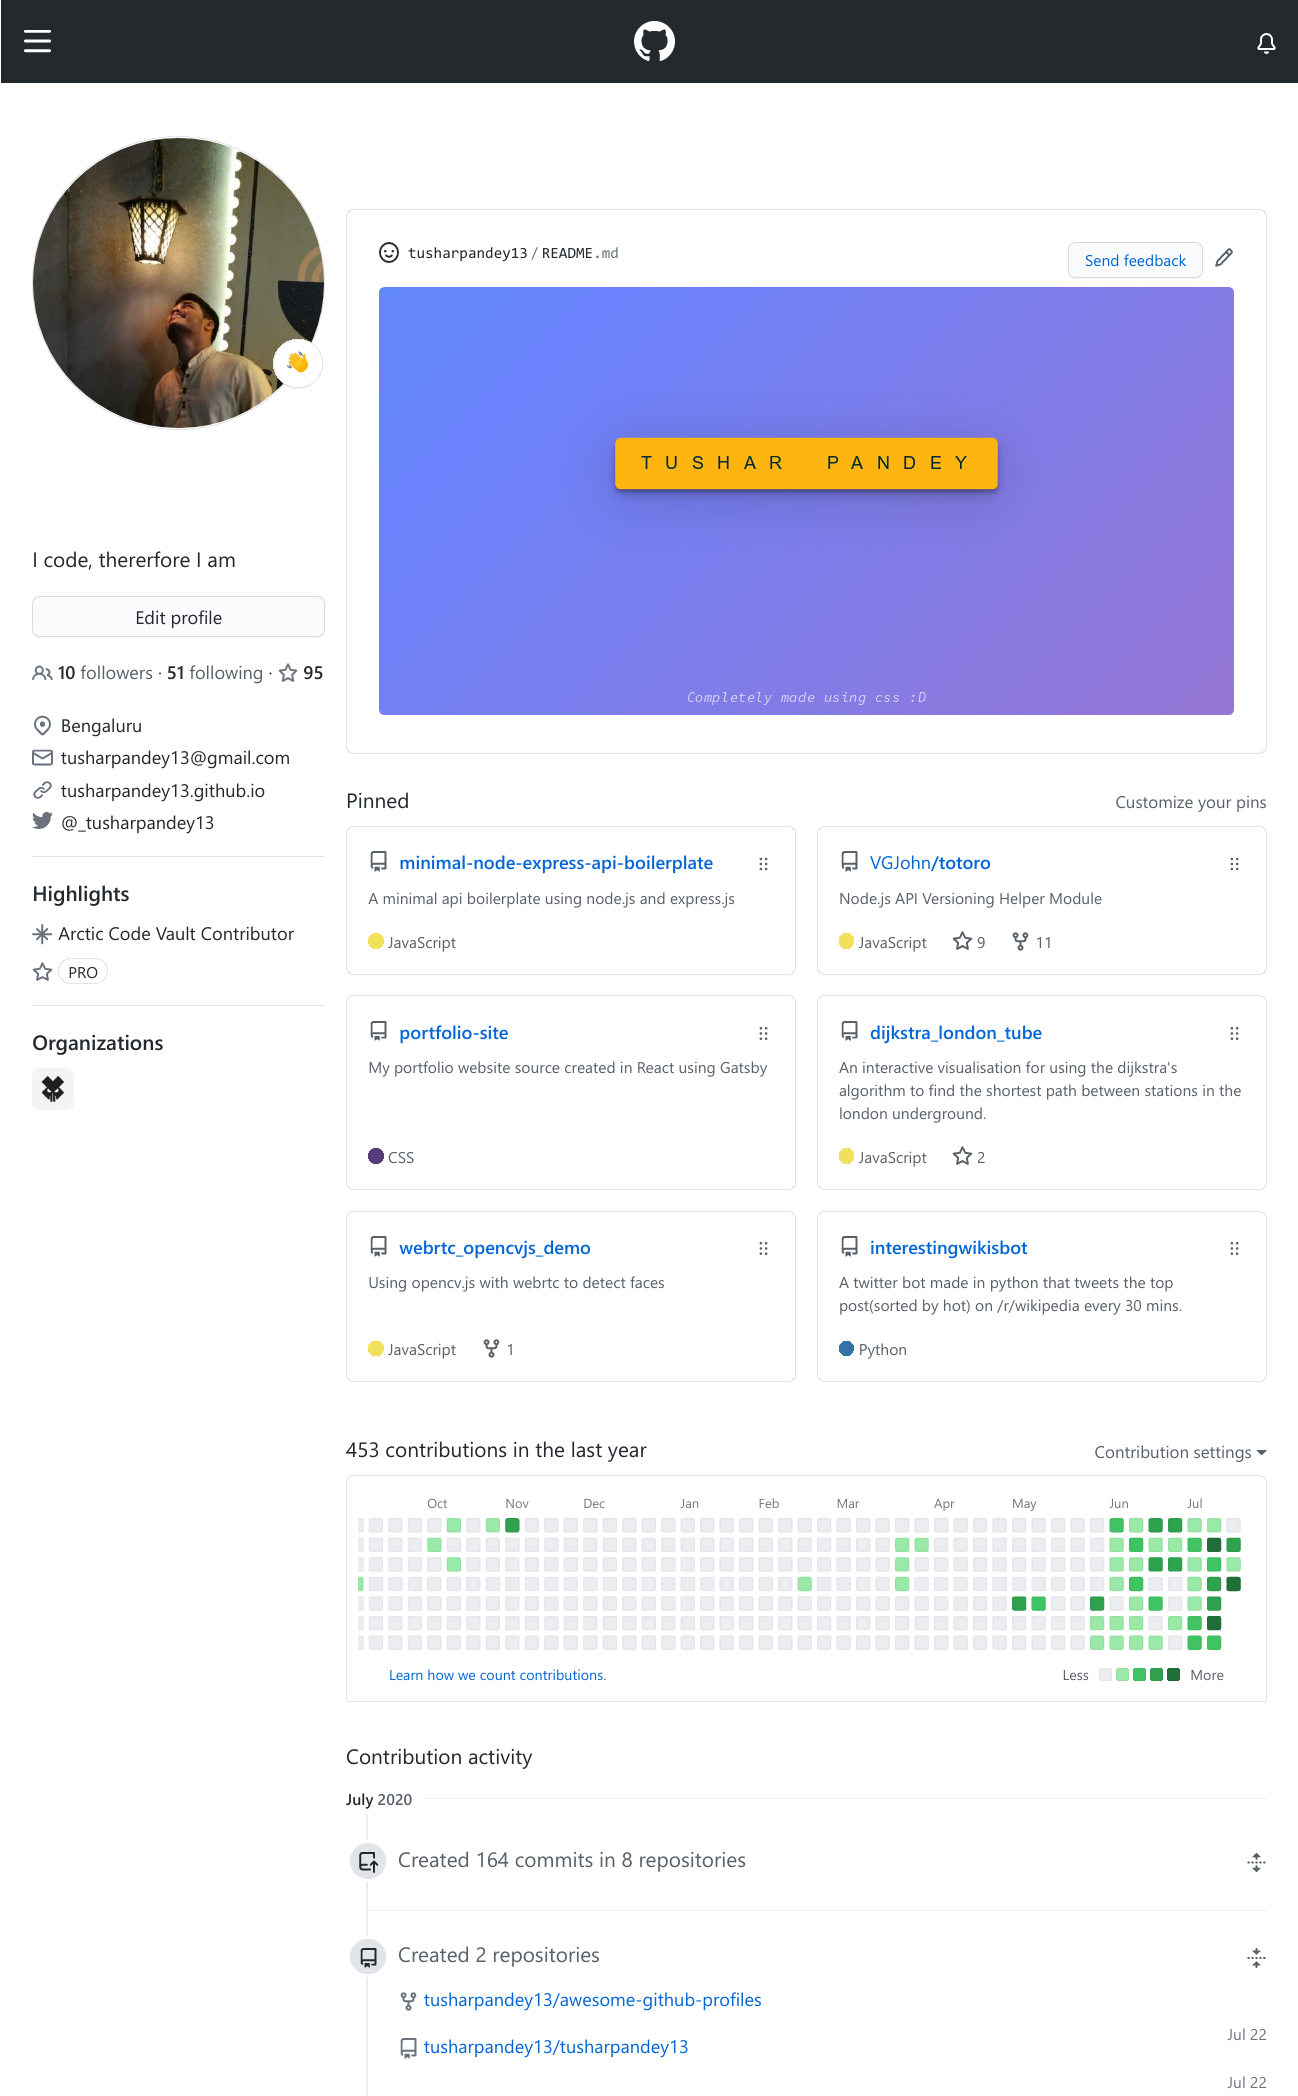 tusharpandey13 / README.md
Send feedback
TUSHAR PANDEY
Completely made using css :D
I code, thererfore I am
Edit profile
10 followers · 51 following · 95
Bengaluru
tusharpandey13@gmail.com
tusharpandey13.github.io
@_tusharpandey13
Highlights
Arctic Code Vault Contributor
PRO
Organizations
Pinned
Customize your pins
minimal-node-express-api-boilerplate
A minimal api boilerplate using node.js and express.js
JavaScript
VGJohn/totoro
Node.js API Versioning Helper Module
JavaScript 9 11
portfolio-site
My portfolio website source created in React using Gatsby
CSS
dijkstra_london_tube
An interactive visualisation for using the dijkstra's
algorithm to find the shortest path between stations in the
london underground.
JavaScript 2
webrtc_opencvjs_demo
Using opencv.js with webrtc to detect faces
JavaScript 1
interestingwikisbot
A twitter bot made in python that tweets the top
post(sorted by hot) on /r/wikipedia every 30 mins.
Python
453 contributions in the last year
Contribution settings
Oct Nov Dec Jan Feb Mar Apr May Jun Jul
Learn how we count contributions.
Less More
Contribution activity
July 2020
Created 164 commits in 8 repositories
Created 2 repositories
tusharpandey13/awesome-github-profiles
Jul 22
tusharpandey13/tusharpandey13
Jul 22